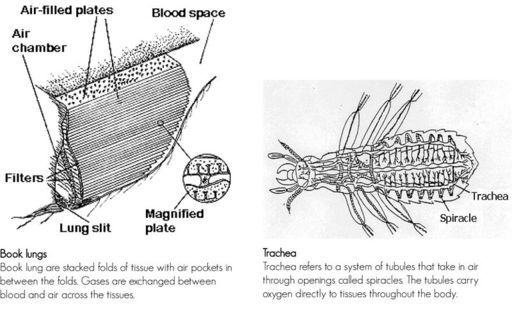 Air-filled plates
Blood space
Air
chamber
Filters
Lung slit
Magnified
plate
Book lungs
Book lung are stacked folds of tissue with air pockets in
between the folds. Gases are exchanged between
blood and air across the tissues.
Trachea
Spiracle
Trachea
Trachea refers to a system of tubules that take in air
through openings called spiracles. The tubules carry
oxygen directly to tissues throughout the body.